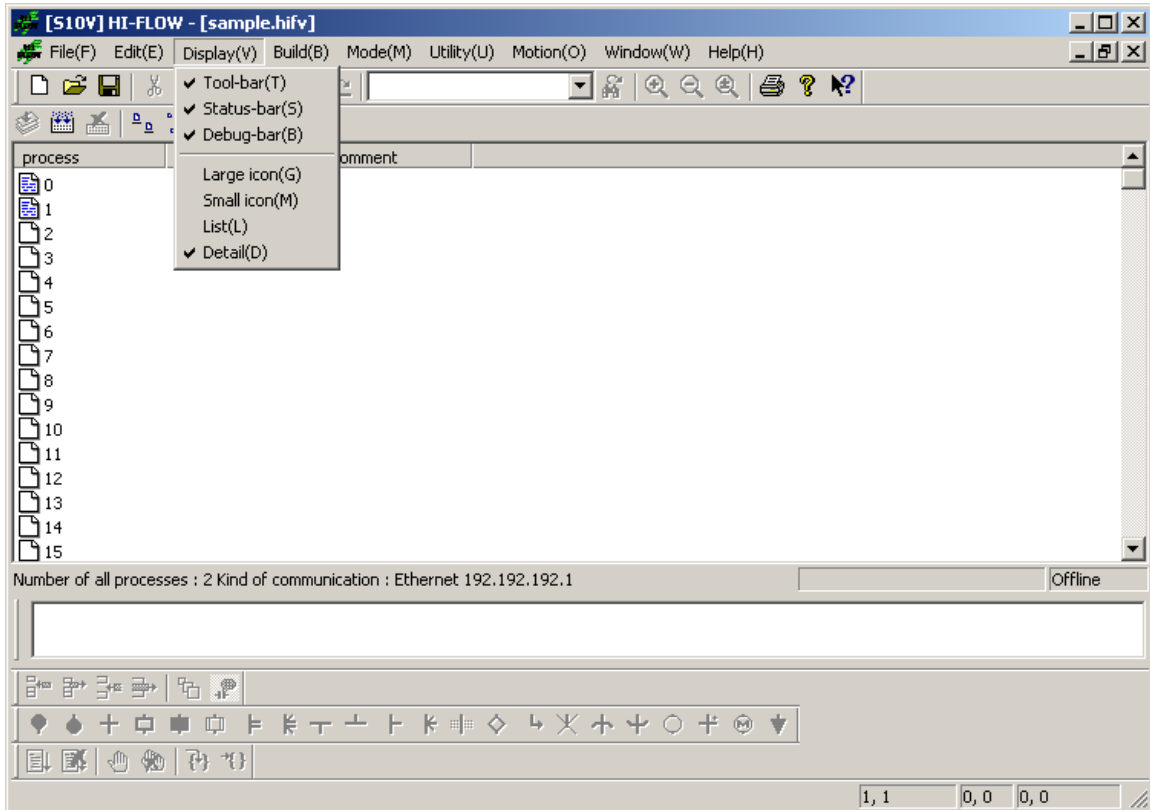 [S10V] HI-FLOW - [sample.hifv]
File(F) Edit(E) Display(V) Build(B) Mode(M) Utility(U) Motion(O) Window(W) Help(H)
Tool-bar(T)
Status-bar(S)
Debug-bar(B)
Large icon(G)
Small icon(M)
List(L)
Detail(D)
process omment
0
1
2
3
4
5
6
7
8
9
10
11
12
13
14
15
Number of all processes : 2 Kind of communication : Ethernet 192.192.192.1 Offline
1, 1 0, 0 0, 0